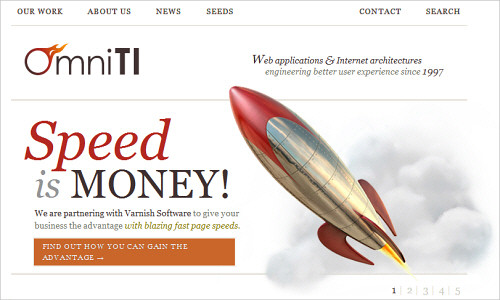 OUR WORK ABOUT US NEWS SEEDS CONTACT SEARCH
OmniTI
Web applications & Internet architectures
engineering better user experience since 1997
Speed
is MONEY!
We are partnering with Varnish Software to give your
business the advantage with blazing fast page speeds.
FIND OUT HOW YOU CAN GAIN THE
ADVANTAGE →
1 | 2 | 3 | 4 | 5